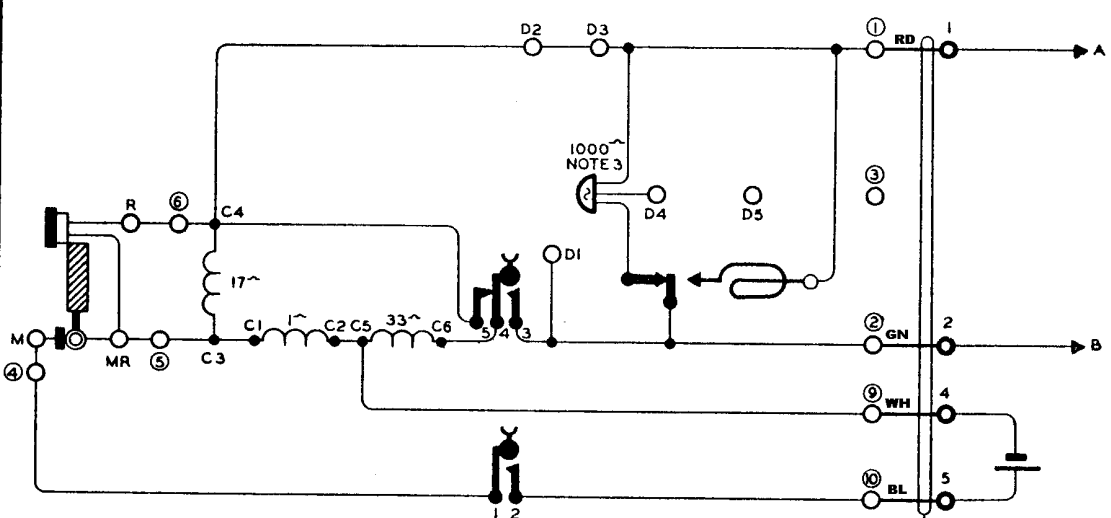 D2 D3 ① RD 1 A
1000~
NOTE 3
③
R ⑥ C4 D4 D5
17~ D1
C1 1~ C2 C5 33~ C6 5 4 3 ② GN 2
M MR ⑤ C3 B
④ ⑨ WH 4
⑩ BL 5
1 2